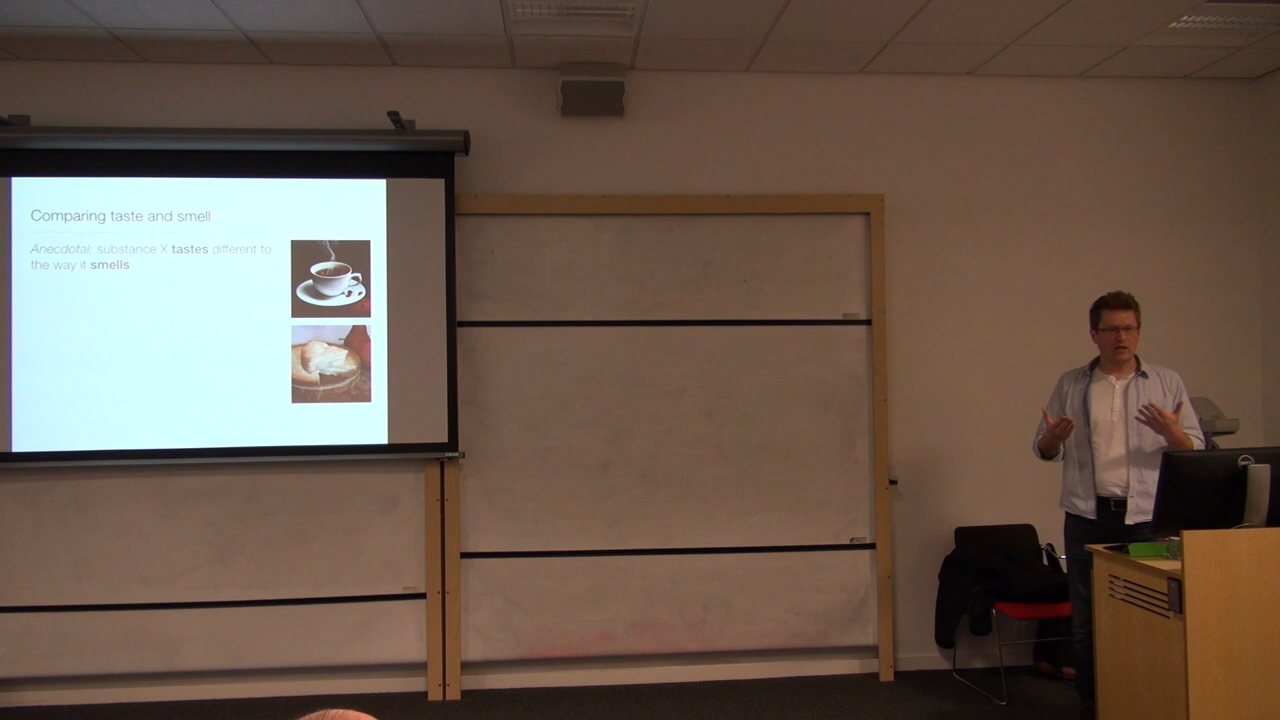 Comparing taste and smell
Anecdotal: substance X tastes different to
the way it smells